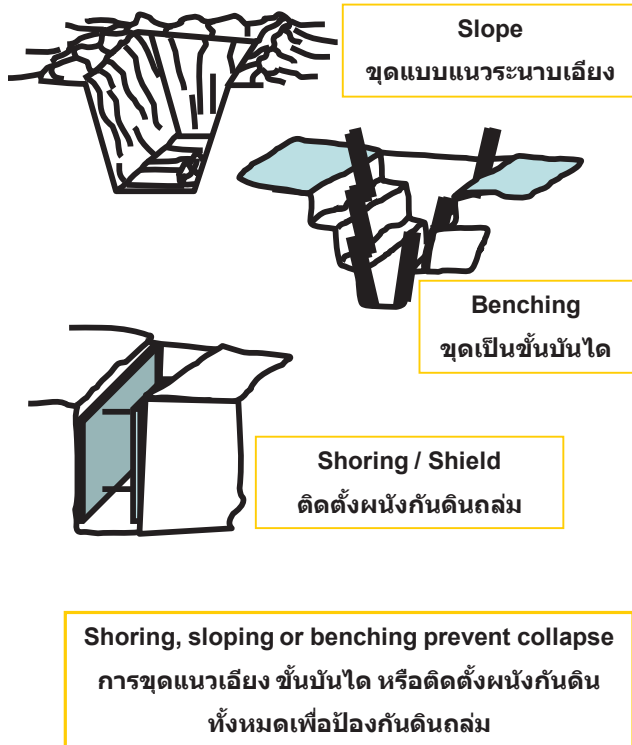 Slope
ขุดแบบแนวระนาบเอียง
Benching
ขุดเป็นขั้นบันได
Shoring / Shield
ติดตั้งผนังกันดินถล่ม
Shoring, sloping or benching prevent collapse
การขุดแนวเอียง ขั้นบันได หรือติดตั้งผนังกันดิน
ทั้งหมดเพื่อป้องกันดินถล่ม